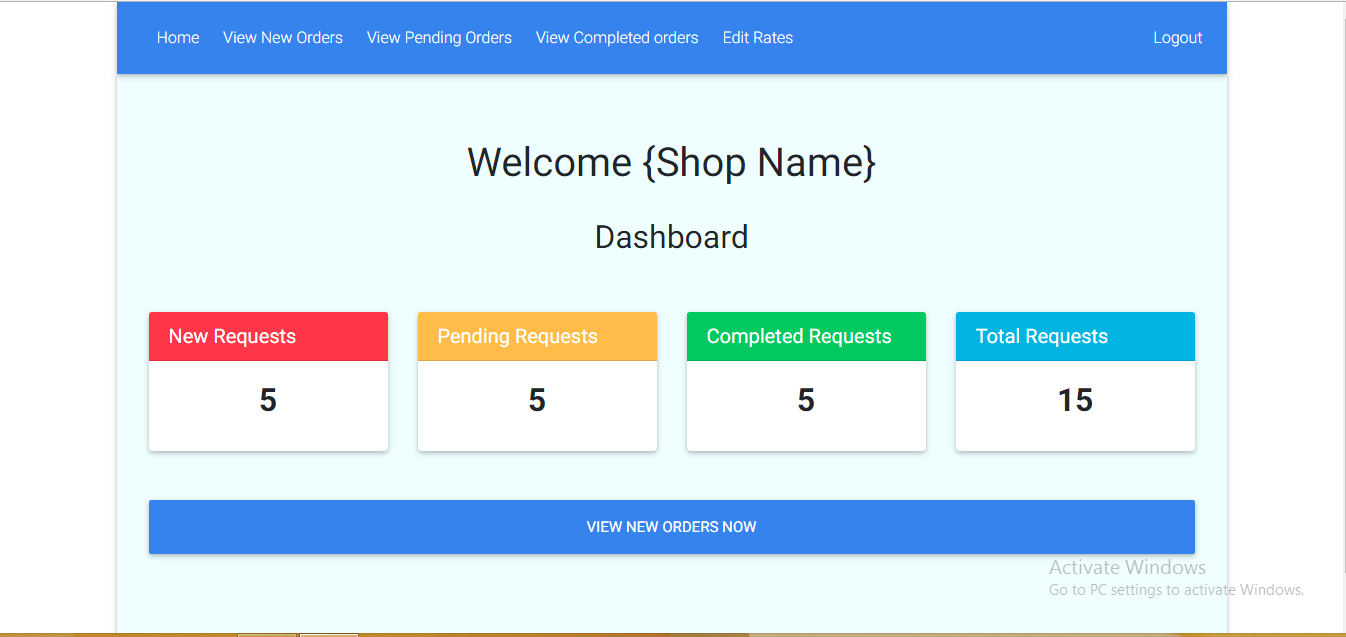 Home View New Orders View Pending Orders View Completed orders Edit Rates Logout
Welcome {Shop Name}
Dashboard
New Requests Pending Requests Completed Requests Total Requests
5 5 5 15
VIEW NEW ORDERS NOW
Activate Windows
Go to PC settings to activate Windows.